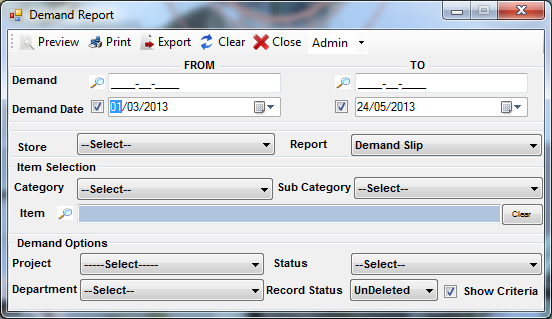 Demand Report
Preview Print Export Clear Close Admin
FROM TO
Demand ____-__-____ ____-__-____
Demand Date 01/03/2013 24/05/2013
Store --Select-- Report Demand Slip
Item Selection
Category --Select-- Sub Category --Select--
Item Clear
Demand Options
Project -----Select----- Status --Select--
Department --Select-- Record Status UnDeleted Show Criteria